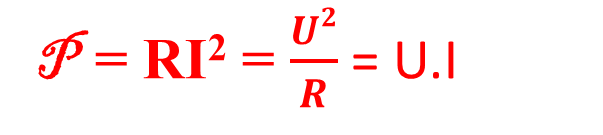 𝒫 = RI² = U²/R = U.I